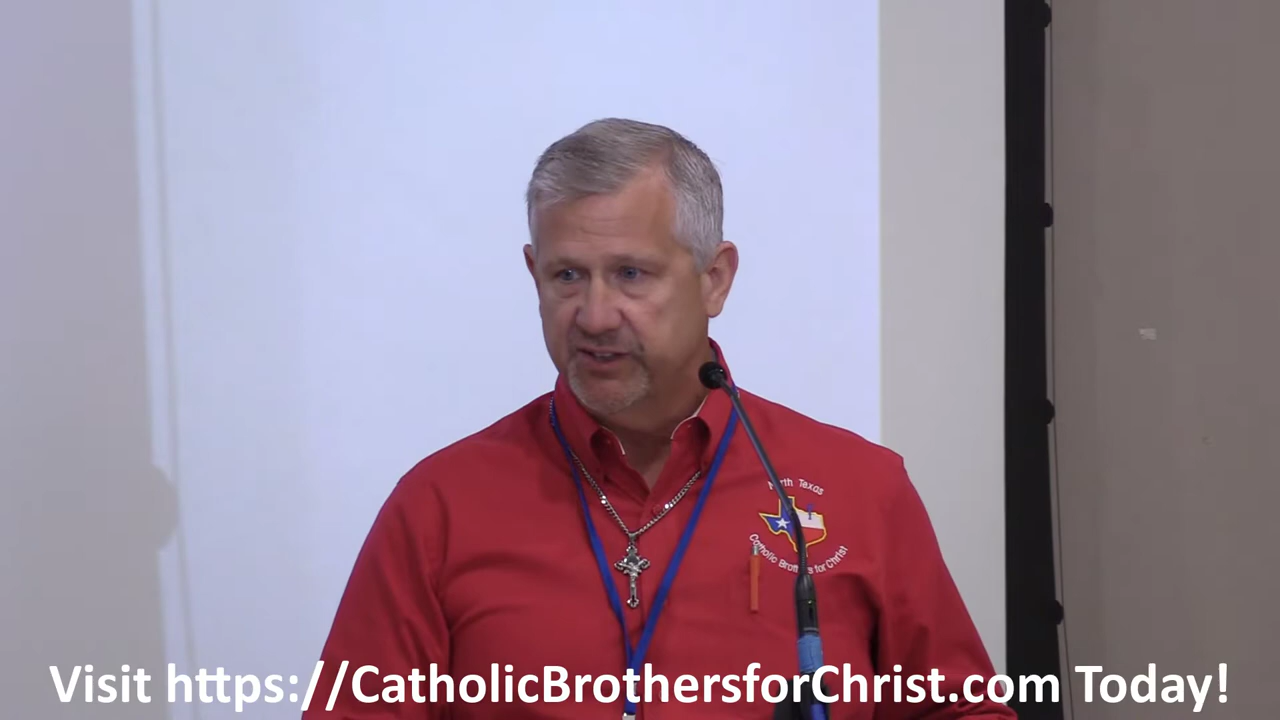 North Texas
Catholic Brothers for Christ
Visit https://CatholicBrothersforChrist.com Today!